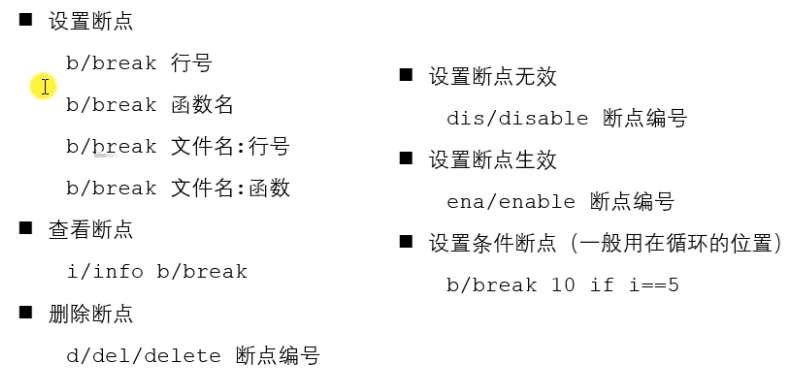 ■ 设置断点
b/break 行号
b/break 函数名
b/break 文件名:行号
b/break 文件名:函数
■ 查看断点
i/info b/break
■ 删除断点
d/del/delete 断点编号
■ 设置断点无效
dis/disable 断点编号
■ 设置断点生效
ena/enable 断点编号
■ 设置条件断点（一般用在循环的位置）
b/break 10 if i==5